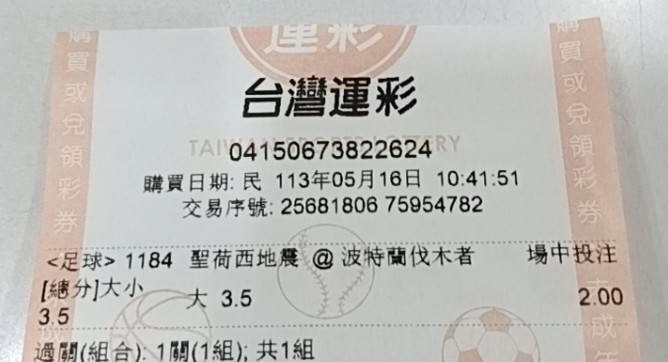 運彩
台灣運彩
TAIWAN SPORTS LOTTERY
04150673822624
購買日期: 民 113年05月16日 10:41:51
交易序號: 25681806 75954782
<足球> 1184 聖荷西地震 @ 波特蘭伐木者 場中投注
[總分]大小 大 3.5 2.00
3.5
過關(組合): 1關(1組); 共1組
購買或兌領彩券
購買或兌領彩券
未成年